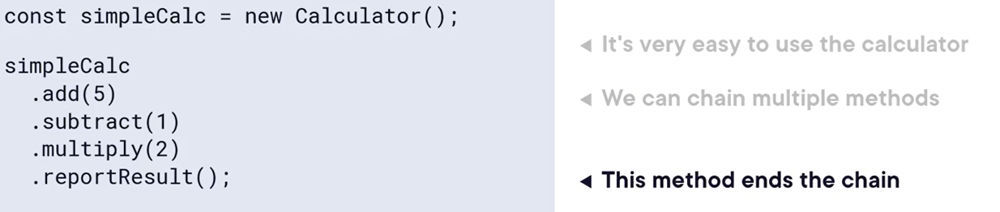 const simpleCalc = new Calculator();
simpleCalc
.add(5)
.subtract(1)
.multiply(2)
.reportResult();
◂ It's very easy to use the calculator
◂ We can chain multiple methods
◂ This method ends the chain